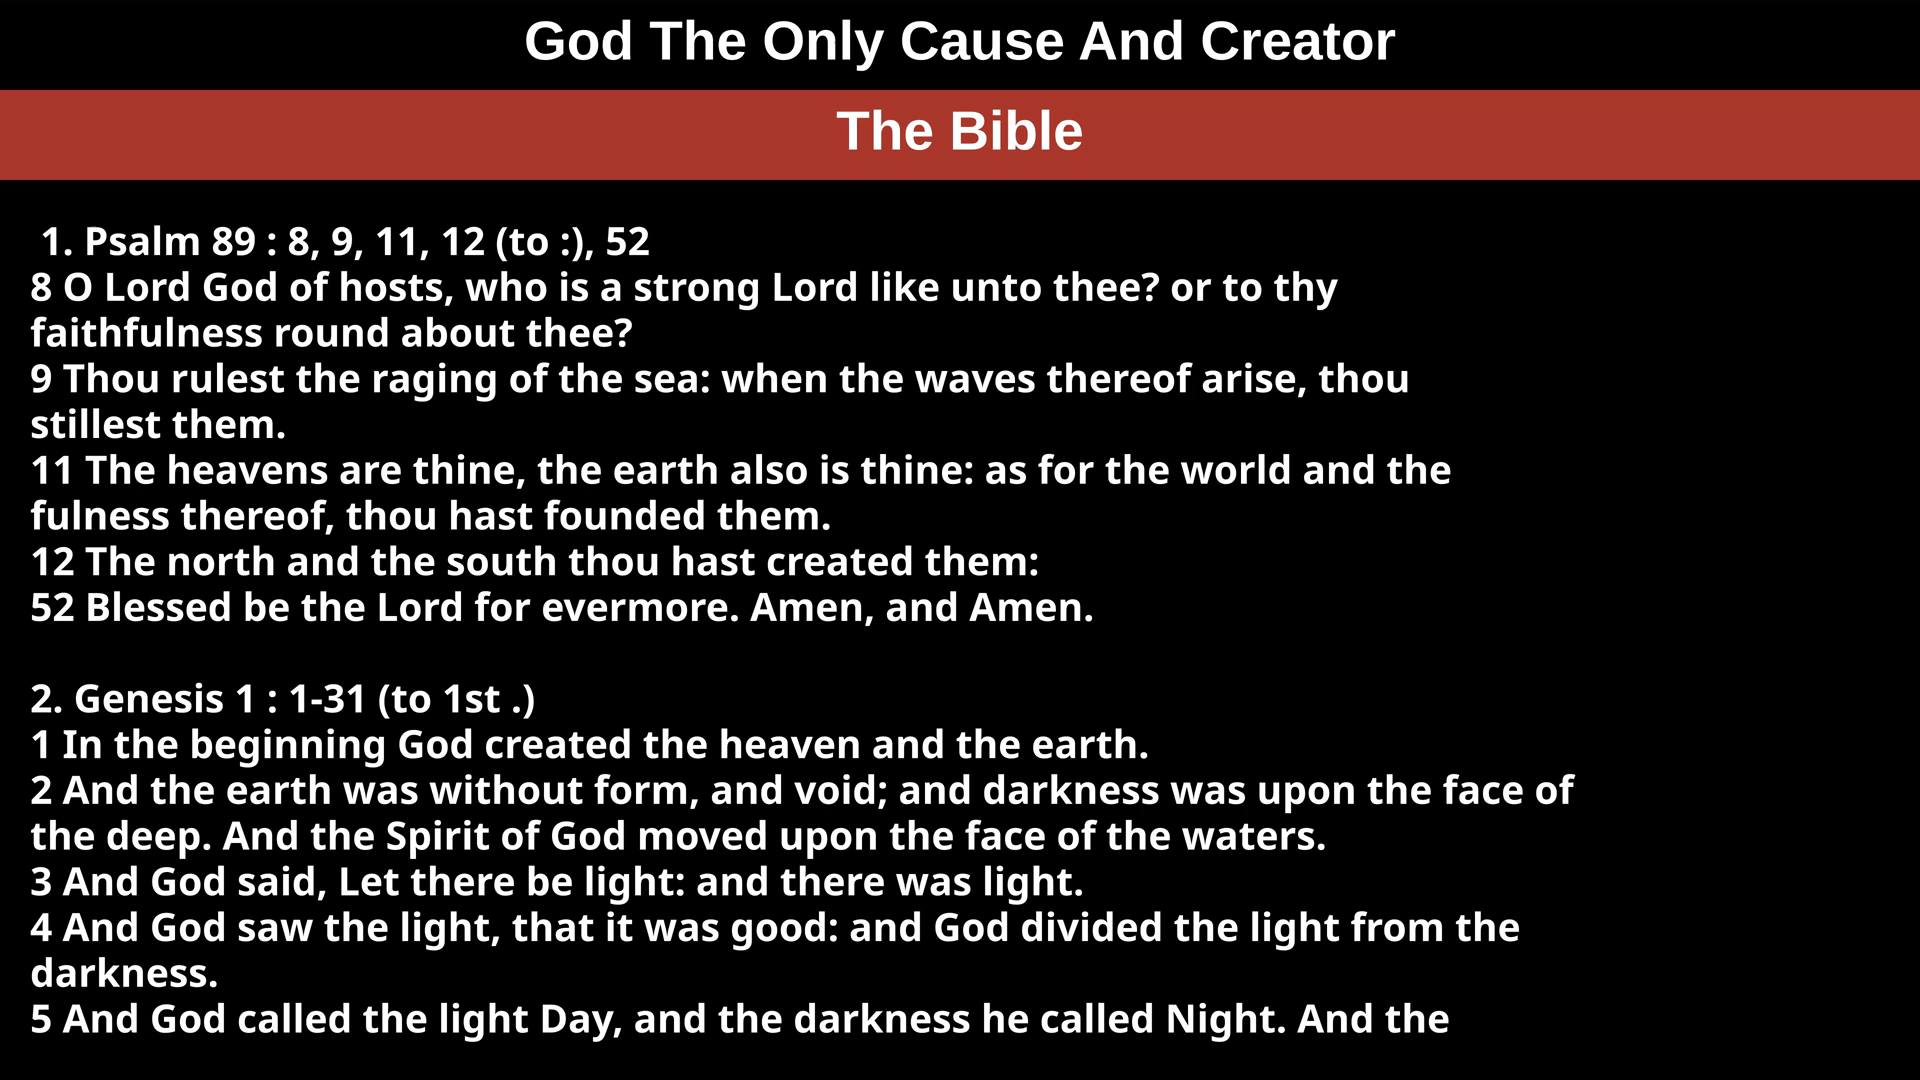 God The Only Cause And Creator
The Bible
1. Psalm 89 : 8, 9, 11, 12 (to :), 52
8 O Lord God of hosts, who is a strong Lord like unto thee? or to thy
faithfulness round about thee?
9 Thou rulest the raging of the sea: when the waves thereof arise, thou
stillest them.
11 The heavens are thine, the earth also is thine: as for the world and the
fulness thereof, thou hast founded them.
12 The north and the south thou hast created them:
52 Blessed be the Lord for evermore. Amen, and Amen.
2. Genesis 1 : 1-31 (to 1st .)
1 In the beginning God created the heaven and the earth.
2 And the earth was without form, and void; and darkness was upon the face of
the deep. And the Spirit of God moved upon the face of the waters.
3 And God said, Let there be light: and there was light.
4 And God saw the light, that it was good: and God divided the light from the
darkness.
5 And God called the light Day, and the darkness he called Night. And the